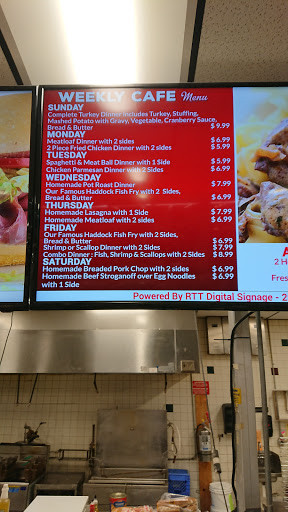 WEEKLY CAFE Menu
SUNDAY
Complete Turkey Dinner Includes Turkey, Stuffing,
Mashed Potato with Gravy, Vegetable, Cranberry Sauce,
Bread & Butter $ 9.99
MONDAY
Meatloaf Dinner with 2 sides $ 6.99
2 Piece Fried Chicken Dinner with 2 sides $ 5.99
TUESDAY
Spaghetti & Meat Ball Dinner with 1 Side $ 5.99
Chicken Parmesan Dinner with 2 Sides $ 6.99
WEDNESDAY
Homemade Pot Roast Dinner $ 7.99
Our Famous Haddock Fish Fry with 2 Sides,
Bread & Butter $ 6.99
THURSDAY
Homemade Lasagna with 1 Side $ 7.99
Homemade Meatloaf with 2 sides $ 6.99
FRIDAY
Our Famous Haddock Fish Fry with 2 Sides,
Bread & Butter $ 6.99
Shrimp or Scallop Dinner with 2 Sides $ 7.99
Combo Dinner : Fish, Shrimp & Scallops with 2 Sides $ 8.99
SATURDAY
Homemade Breaded Pork Chop with 2 sides $ 6.99
Homemade Beef Stroganoff over Egg Noodles $ 6.99
with 1 Side
Powered By RTT Digital Signage - 2
A
2 H
Fres